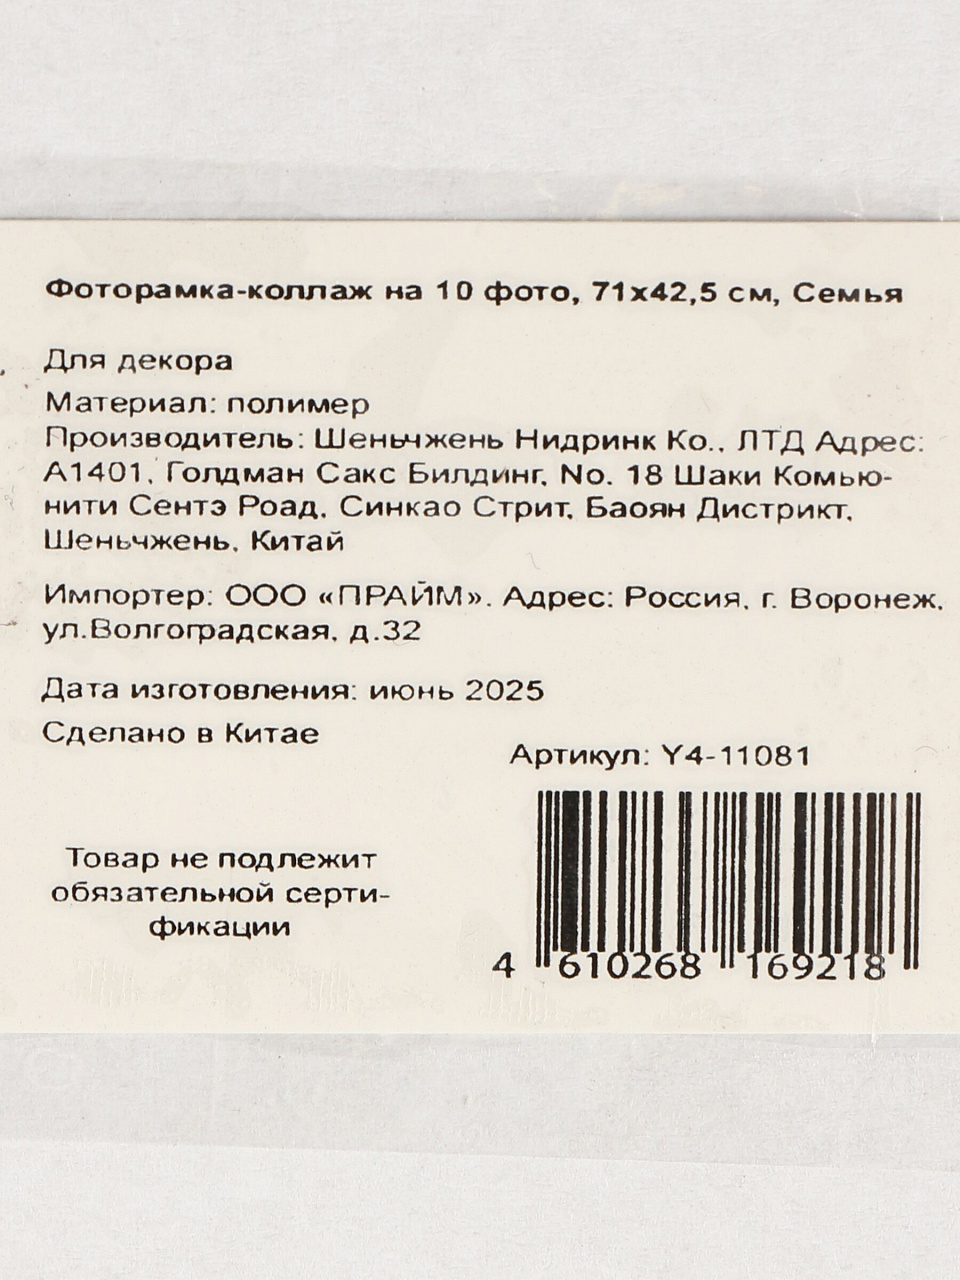 Фоторамка-коллаж на 10 фото, 71х42,5 см, Семья
Для декора
Материал: полимер
Производитель: Шеньчжень Нидринк Ко., ЛТД Адрес:
А1401, Голдман Сакс Билдинг, No. 18 Шаки Комью-
нити Сентэ Роад, Синкао Стрит, Баоян Дистрикт,
Шеньчжень, Китай
Импортер: ООО «ПРАЙМ». Адрес: Россия, г. Воронеж,
ул.Волгоградская, д.32
Дата изготовления: июнь 2025
Сделано в Китае
Артикул: Y4-11081
Товар не подлежит
обязательной серти-
фикации
4 610268 169218